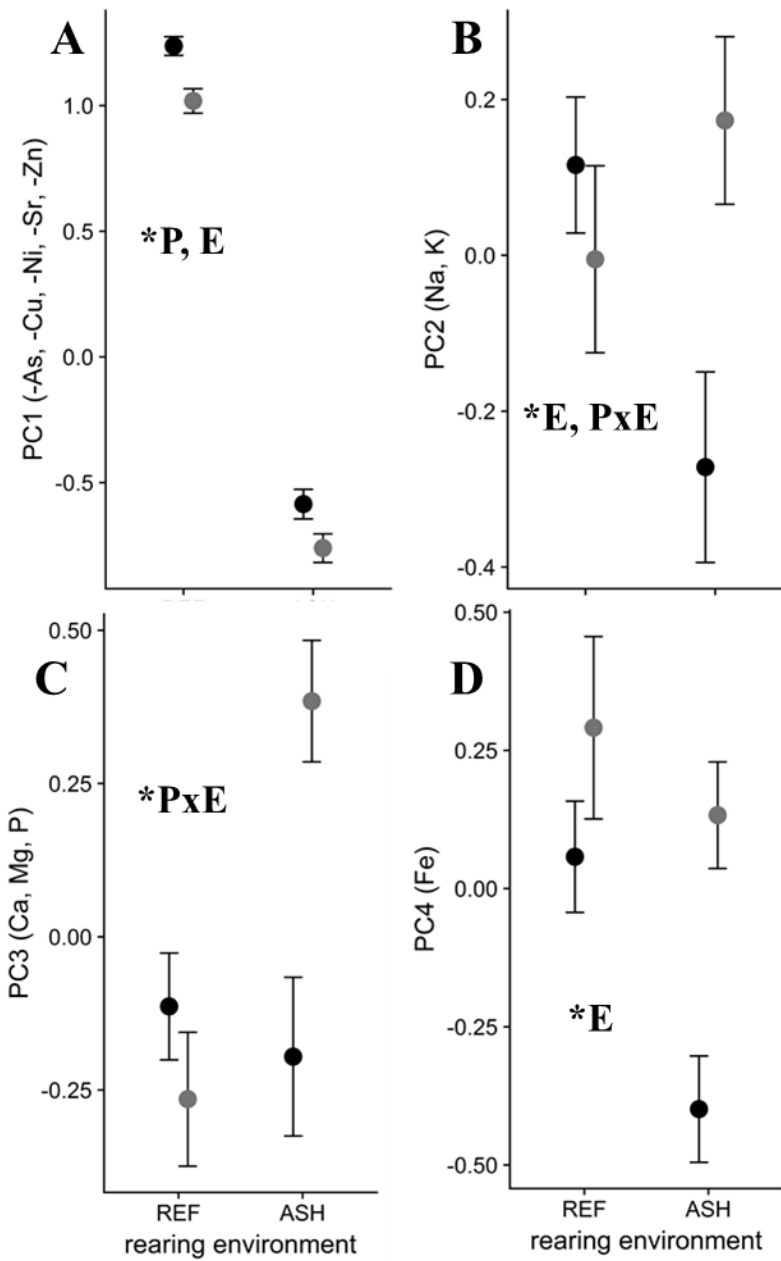 A
PC1 (-As, -Cu, -Ni, -Sr, -Zn)
1.0
0.5
0.0
-0.5
*P, E
B
PC2 (Na, K)
0.2
0.0
-0.2
-0.4
*E, PxE
C
PC3 (Ca, Mg, P)
0.50
0.25
0.00
-0.25
*PxE
REF
ASH
rearing environment
D
PC4 (Fe)
0.50
0.25
0.00
-0.25
-0.50
*E
REF
ASH
rearing environment